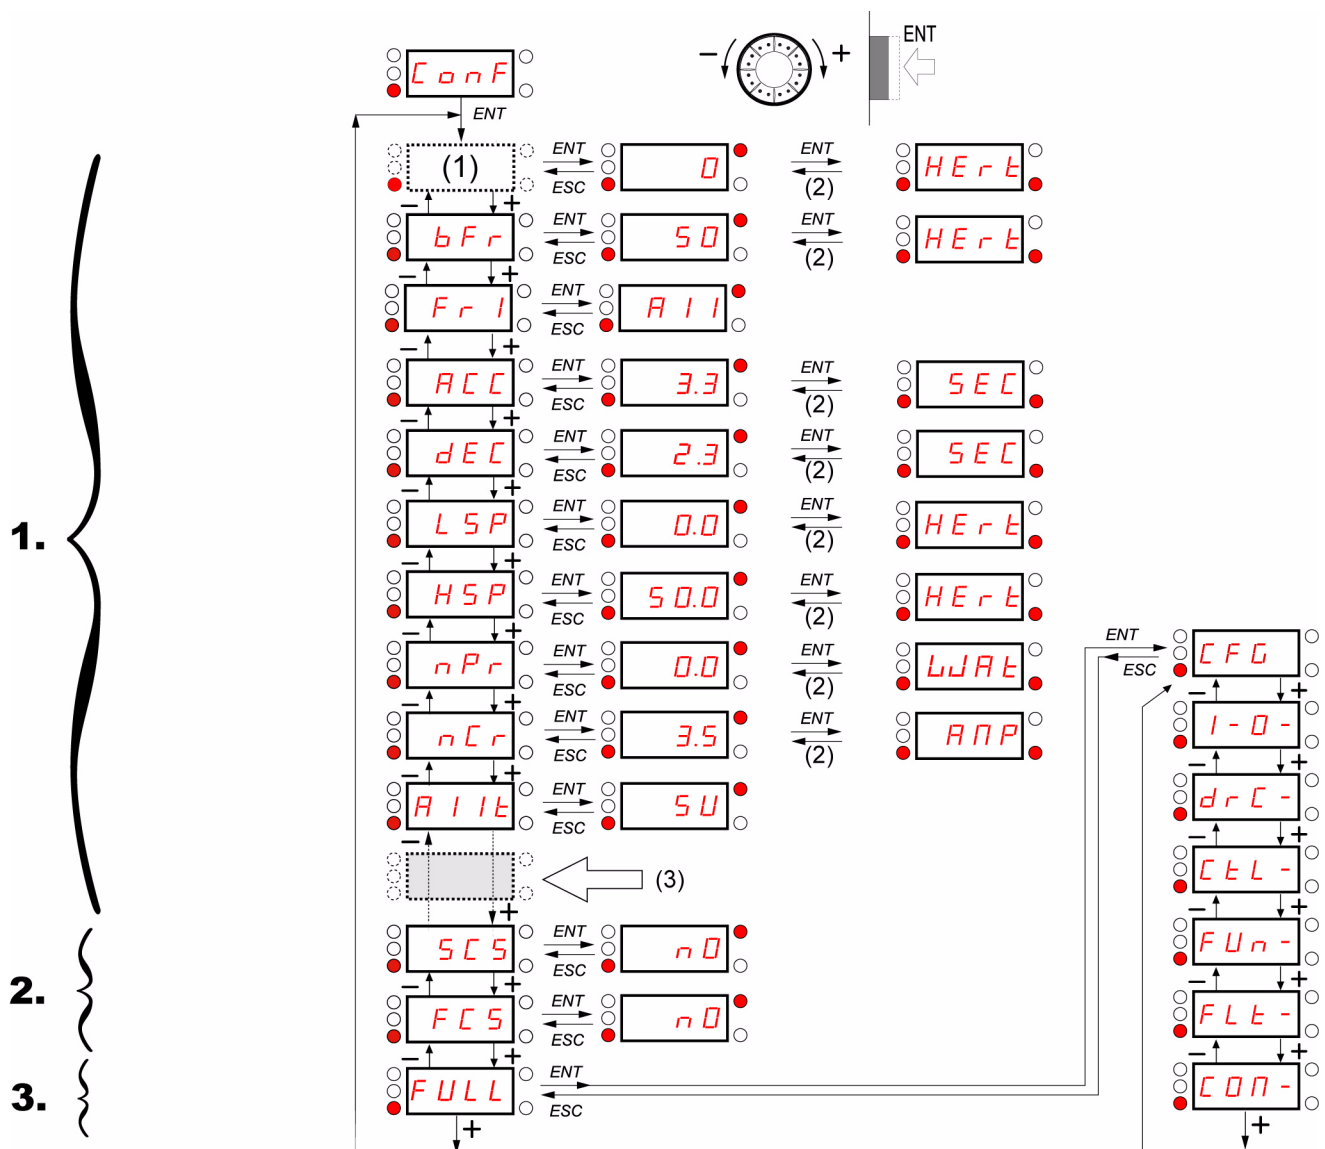 − + ENT
ConF
ENT
(1) ENT ESC 0 ENT (2) HErt
− +
bFr ENT ESC 50 ENT (2) HErt
− +
Fr1 ENT ESC A11
− +
ACC ENT ESC 3.3 ENT (2) SEC
− +
dEC ENT ESC 2.3 ENT (2) SEC
− +
1. LSP ENT ESC 0.0 ENT (2) HErt
− +
HSP ENT ESC 50.0 ENT (2) HErt
− +
nPr ENT ESC 0.0 ENT (2) WAt
− +
nCr ENT ESC 3.5 ENT (2) AMP
− +
A11t ENT ESC 5U
−
(3)
+
SCS ENT ESC nO
− +
2. FCS ENT ESC nO
− +
3. FULL ENT ESC
+
ENT ESC CFG
− +
I-O-
− +
drC-
− +
CtL-
− +
FUn-
− +
FLt-
− +
COM-
+